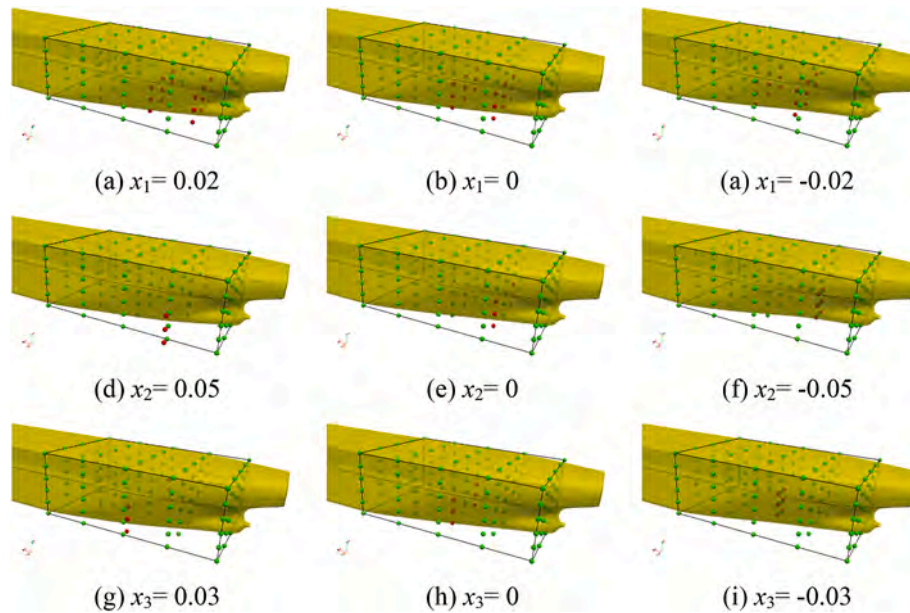 (a) x₁= 0.02 (b) x₁= 0 (a) x₁= -0.02
(d) x₂= 0.05 (e) x₂= 0 (f) x₂= -0.05
(g) x₃= 0.03 (h) x₃= 0 (i) x₃= -0.03